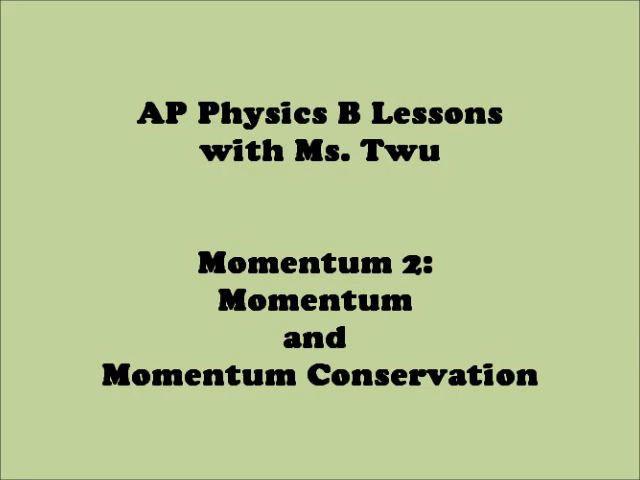 AP Physics B Lessons
with Ms. Twu
Momentum 2:
Momentum
and
Momentum Conservation